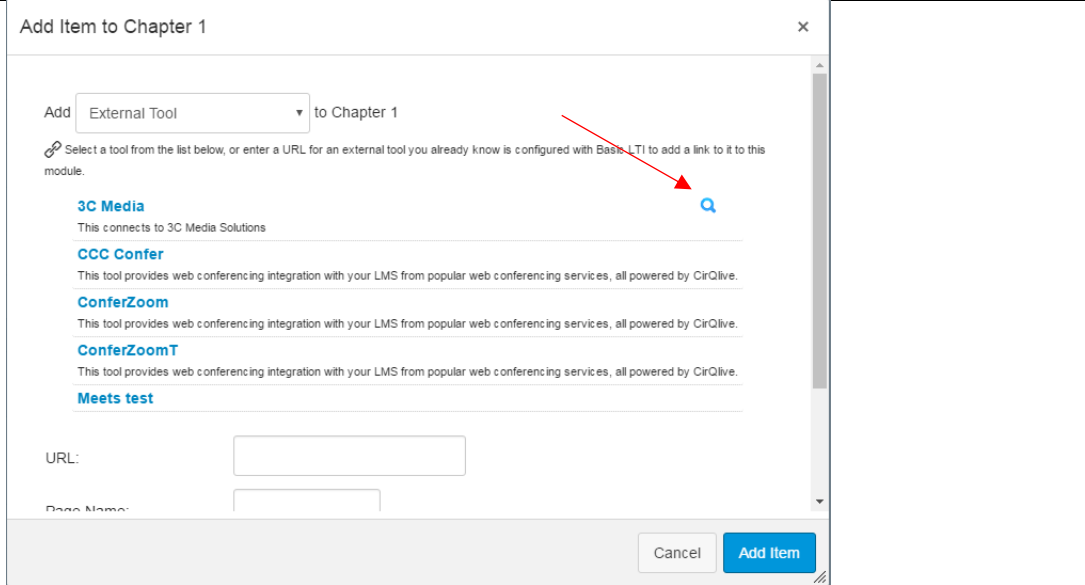 Add Item to Chapter 1
Add External Tool to Chapter 1
Select a tool from the list below, or enter a URL for an external tool you already know is configured with Basic LTI to add a link to it to this
module.
3C Media
This connects to 3C Media Solutions
CCC Confer
This tool provides web conferencing integration with your LMS from popular web conferencing services, all powered by CirQlive.
ConferZoom
This tool provides web conferencing integration with your LMS from popular web conferencing services, all powered by CirQlive.
ConferZoomT
This tool provides web conferencing integration with your LMS from popular web conferencing services, all powered by CirQlive.
Meets test
URL:
Page Name:
Cancel Add Item